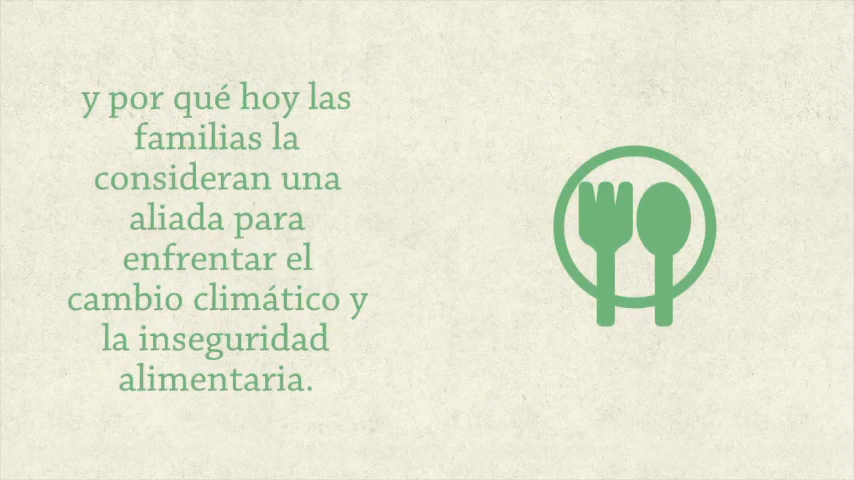 y por qué hoy las
familias la
consideran una
aliada para
enfrentar el
cambio climático y
la inseguridad
alimentaria.